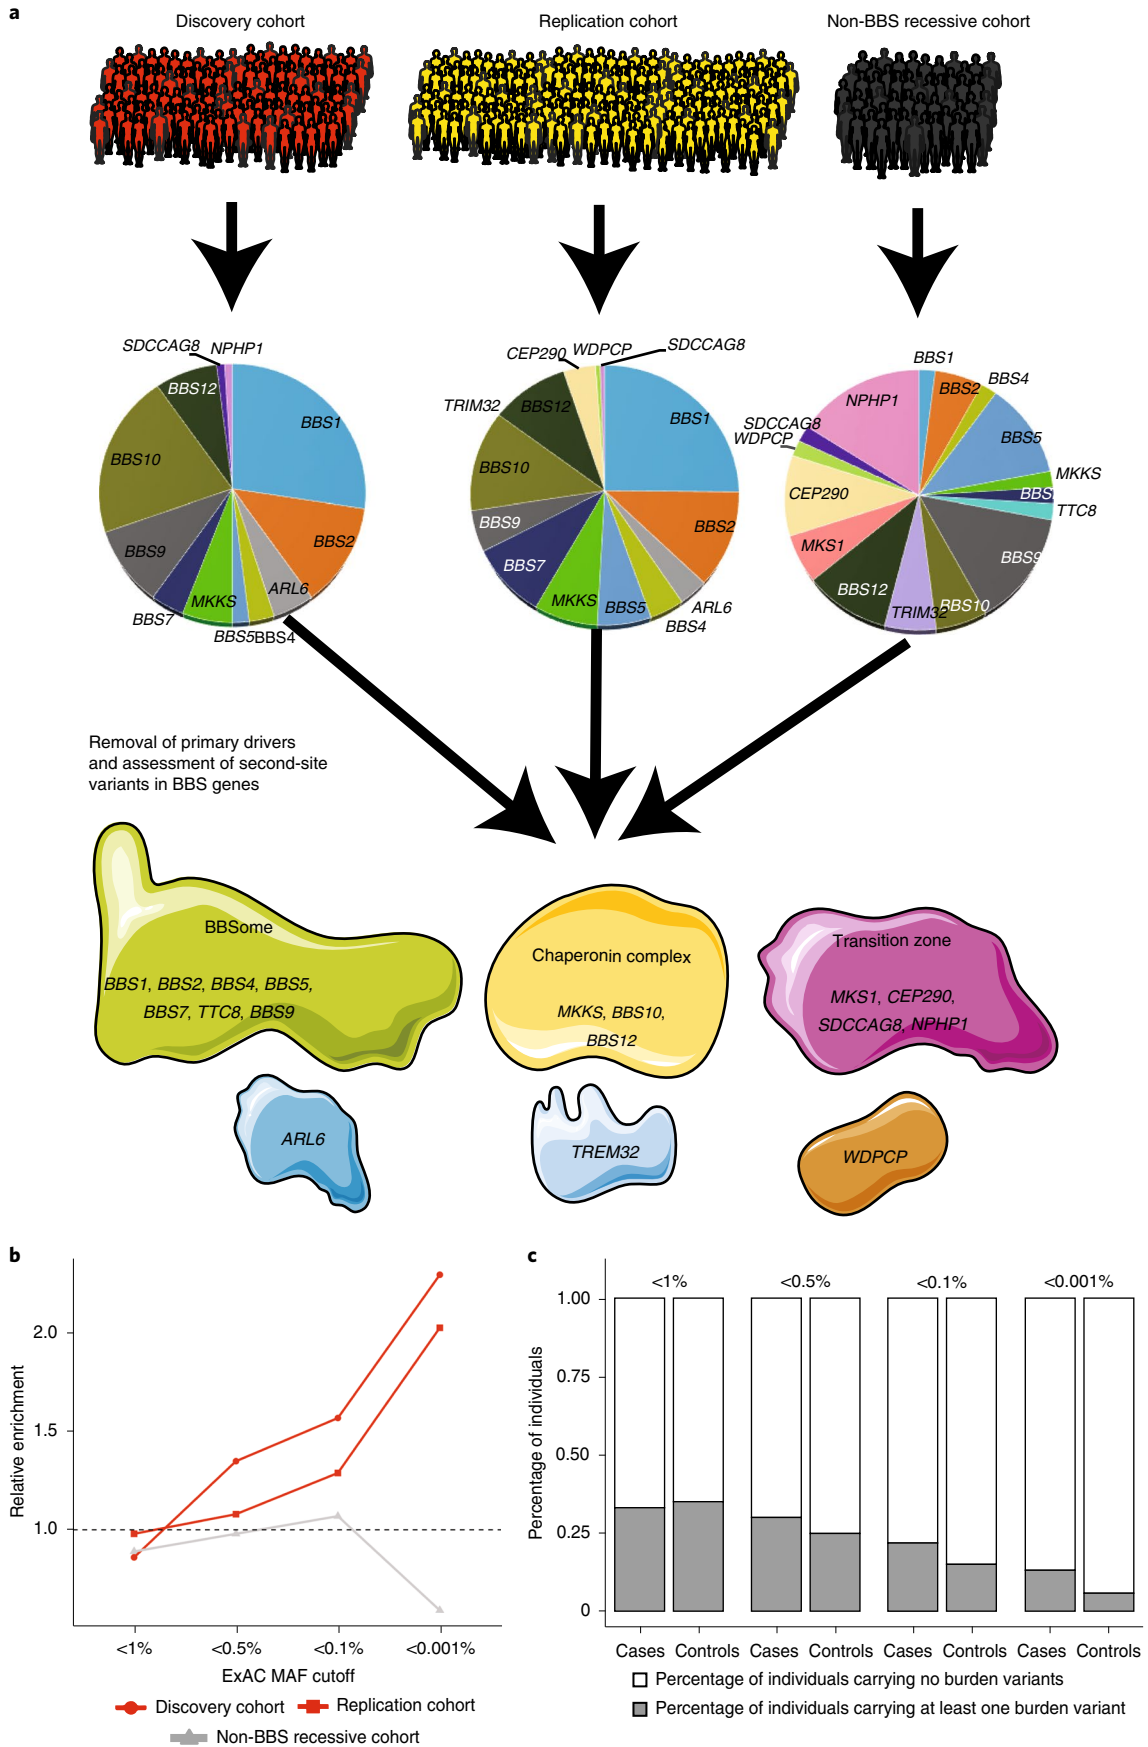 a
Discovery cohort
Replication cohort
Non-BBS recessive cohort
SDCCAG8
NPHP1
BBS12
BBS1
BBS10
BBS2
BBS9
ARL6
MKKS
BBS7
BBS5
BBS4
CEP290
WDPCP
SDCCAG8
TRIM32
BBS12
BBS1
BBS10
BBS2
BBS9
BBS7
MKKS
BBS5
ARL6
BBS4
BBS1
BBS2
BBS4
NPHP1
BBS5
SDCCAG8
WDPCP
MKKS
CEP290
BBS
TTC8
MKS1
BBS9
BBS12
TRIM32
BBS10
Removal of primary drivers
and assessment of second-site
variants in BBS genes
BBSome
BBS1, BBS2, BBS4, BBS5,
BBS7, TTC8, BBS9
Chaperonin complex
MKKS, BBS10,
BBS12
Transition zone
MKS1, CEP290,
SDCCAG8, NPHP1
ARL6
TREM32
WDPCP
b
Relative enrichment
2.0
1.5
1.0
<1%
<0.5%
<0.1%
<0.001%
ExAC MAF cutoff
Discovery cohort
Replication cohort
Non-BBS recessive cohort
c
Percentage of individuals
<1%
<0.5%
<0.1%
<0.001%
1.00
0.75
0.50
0.25
0
Cases
Controls
Cases
Controls
Cases
Controls
Cases
Controls
Percentage of individuals carrying no burden variants
Percentage of individuals carrying at least one burden variant